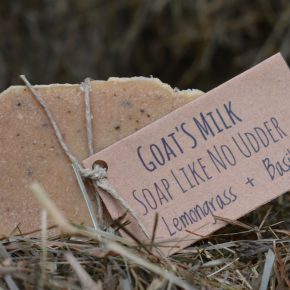 Goat's Milk
Soap Like No Udder
Lemongrass + Basil